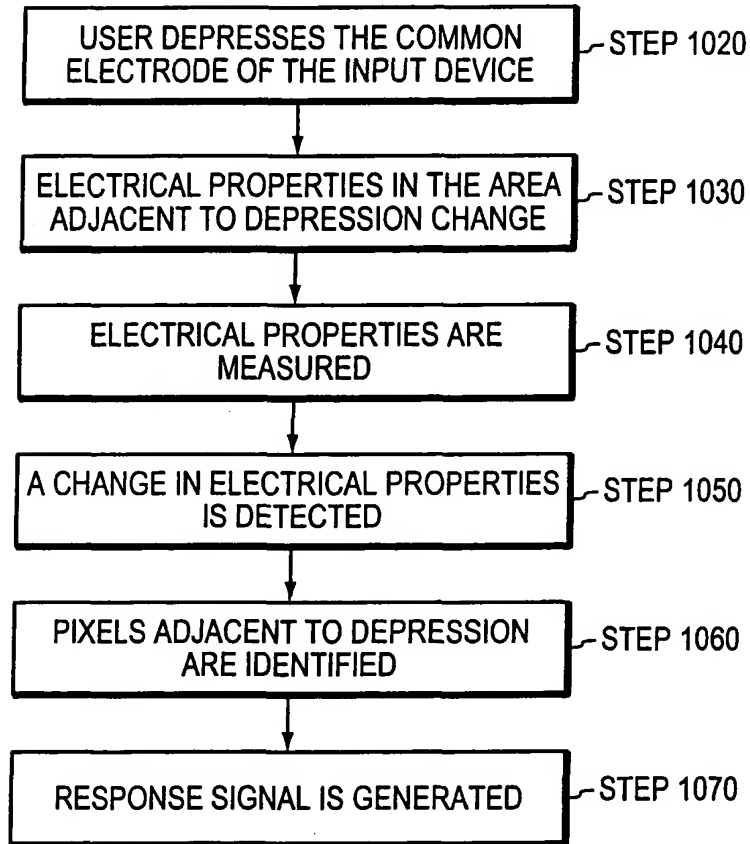 USER DEPRESSES THE COMMON
ELECTRODE OF THE INPUT DEVICE
STEP 1020
ELECTRICAL PROPERTIES IN THE AREA
ADJACENT TO DEPRESSION CHANGE
STEP 1030
ELECTRICAL PROPERTIES ARE
MEASURED
STEP 1040
A CHANGE IN ELECTRICAL PROPERTIES
IS DETECTED
STEP 1050
PIXELS ADJACENT TO DEPRESSION
ARE IDENTIFIED
STEP 1060
RESPONSE SIGNAL IS GENERATED
STEP 1070